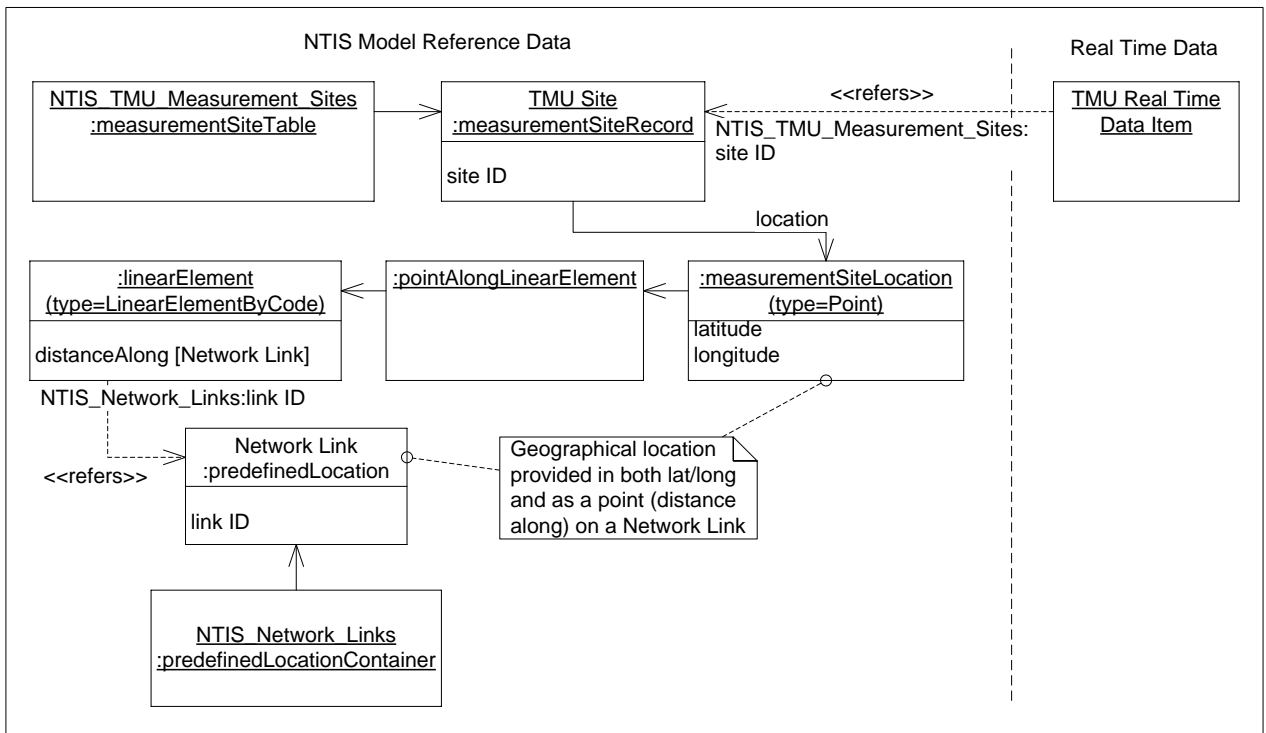 NTIS Model Reference Data
Real Time Data
NTIS_TMU_Measurement_Sites
:measurementSiteTable
TMU Site
:measurementSiteRecord
site ID
<<refers>>
NTIS_TMU_Measurement_Sites:
site ID
TMU Real Time
Data Item
location
:linearElement
(type=LinearElementByCode)
distanceAlong [Network Link]
:pointAlongLinearElement
:measurementSiteLocation
(type=Point)
latitude
longitude
NTIS_Network_Links:link ID
<<refers>>
Network Link
:predefinedLocation
link ID
Geographical location
provided in both lat/long
and as a point (distance
along) on a Network Link
NTIS_Network_Links
:predefinedLocationContainer